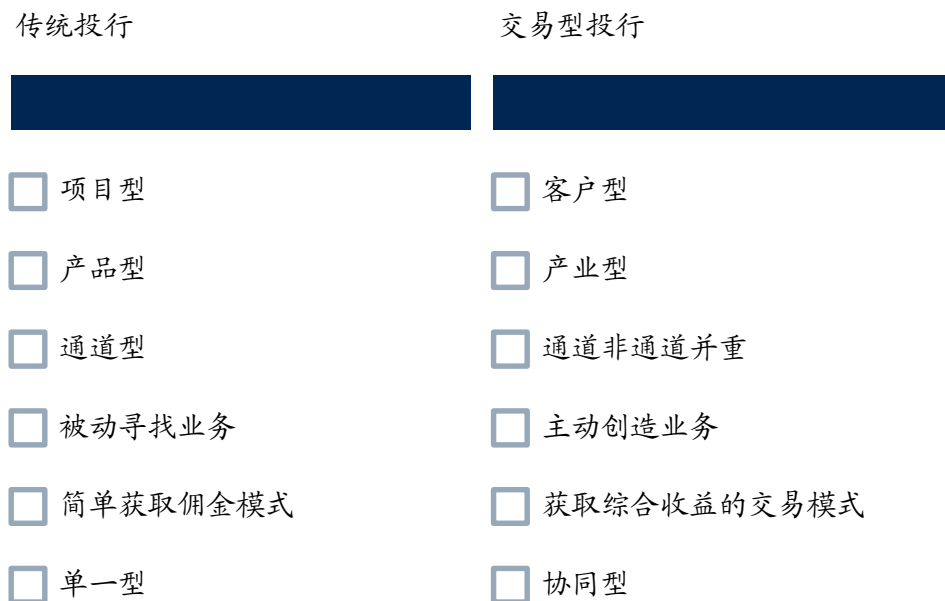 传统投行
交易型投行
项目型
客户型
产品型
产业型
通道型
通道非通道并重
被动寻找业务
主动创造业务
简单获取佣金模式
获取综合收益的交易模式
单一型
协同型